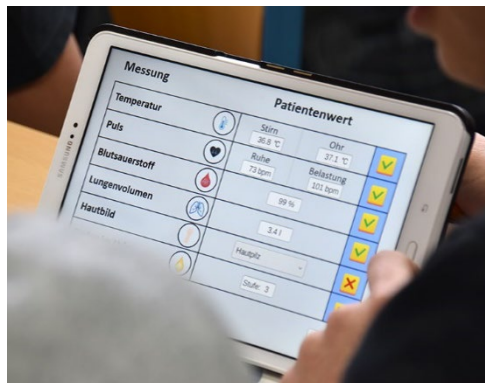 Messung
Patientenwert
Temperatur
Stirn
36.8 °C
Ohr
37.1 °C
Puls
Ruhe
73 bpm
Belastung
101 bpm
Blutsauerstoff
99 %
Lungenvolumen
3.4 l
Hautbild
Hautpilz
Stufe: 3
SAMSUNG